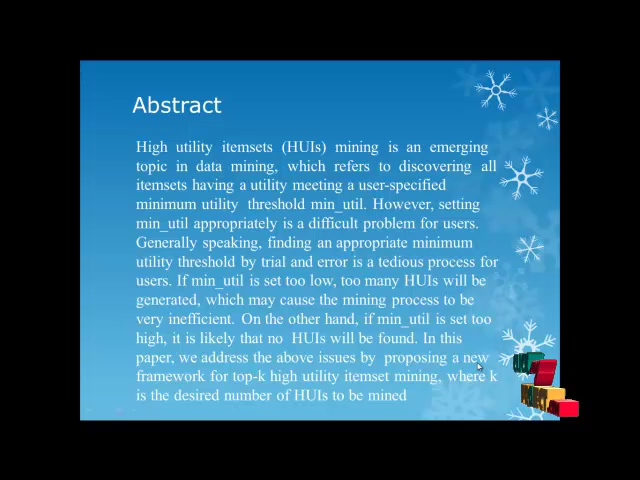 Abstract
High utility itemsets (HUIs) mining is an emerging
topic in data mining, which refers to discovering all
itemsets having a utility meeting a user-specified
minimum utility threshold min_util. However, setting
min_util appropriately is a difficult problem for users.
Generally speaking, finding an appropriate minimum
utility threshold by trial and error is a tedious process for
users. If min_util is set too low, too many HUIs will be
generated, which may cause the mining process to be
very inefficient. On the other hand, if min_util is set too
high, it is likely that no HUIs will be found. In this
paper, we address the above issues by proposing a new
framework for top-k high utility itemset mining, where k
is the desired number of HUIs to be mined